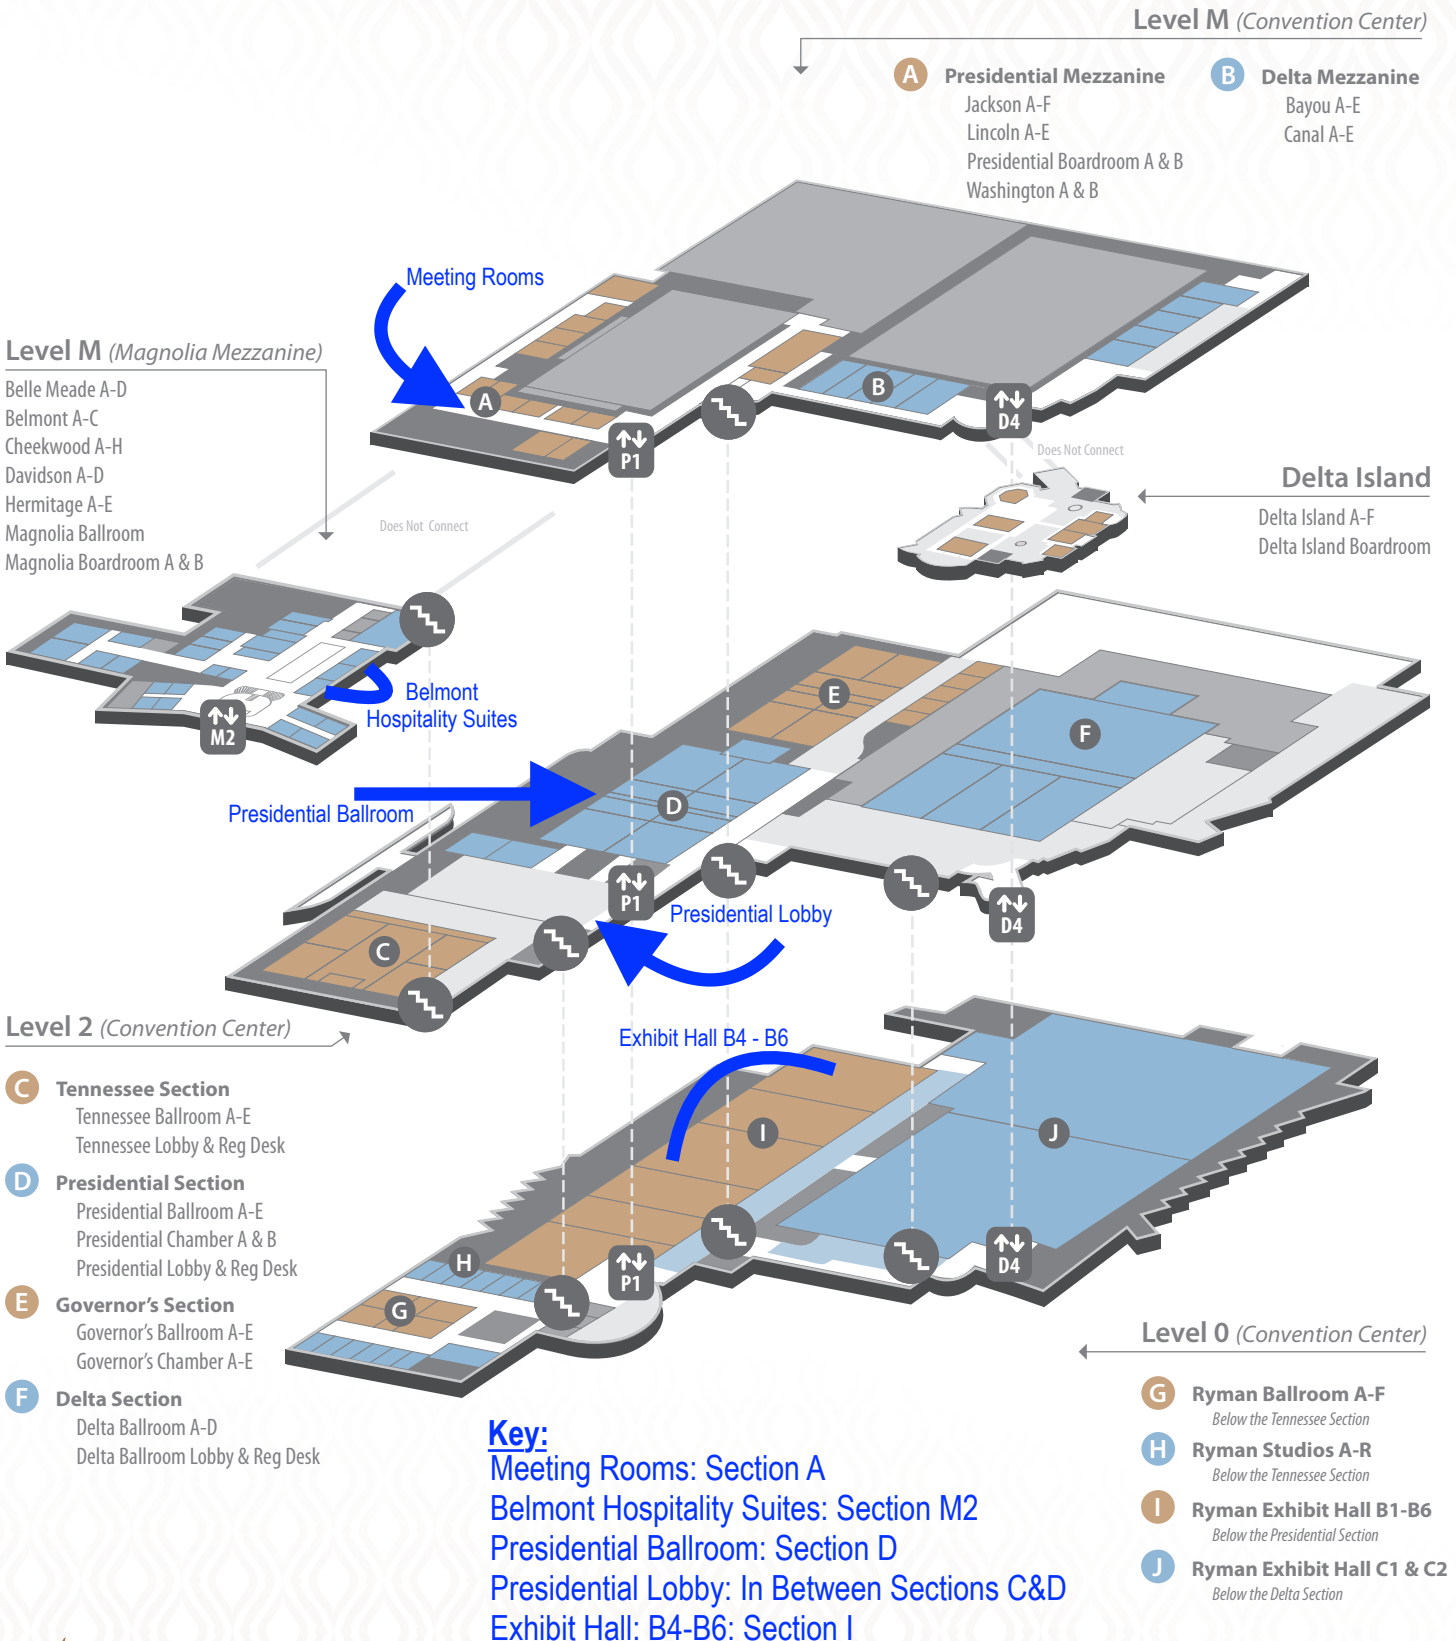 Level M (Convention Center)
A Presidential Mezzanine
Jackson A-F
Lincoln A-E
Presidential Boardroom A & B
Washington A & B
B Delta Mezzanine
Bayou A-E
Canal A-E
Meeting Rooms
Level M (Magnolia Mezzanine)
Belle Meade A-D
Belmont A-C
Cheekwood A-H
Davidson A-D
Hermitage A-E
Magnolia Ballroom
Magnolia Boardroom A & B
A
B
P1
D4
Does Not Connect
Does Not Connect
Delta Island
Delta Island A-F
Delta Island Boardroom
M2
Belmont
Hospitality Suites
E
F
D
Presidential Ballroom
P1
D4
Presidential Lobby
C
Level 2 (Convention Center)
C Tennessee Section
Tennessee Ballroom A-E
Tennessee Lobby & Reg Desk
D Presidential Section
Presidential Ballroom A-E
Presidential Chamber A & B
Presidential Lobby & Reg Desk
E Governor's Section
Governor's Ballroom A-E
Governor's Chamber A-E
F Delta Section
Delta Ballroom A-D
Delta Ballroom Lobby & Reg Desk
Exhibit Hall B4 - B6
I
J
H
G
P1
D4
Level 0 (Convention Center)
G Ryman Ballroom A-F
Below the Tennessee Section
H Ryman Studios A-R
Below the Tennessee Section
I Ryman Exhibit Hall B1-B6
Below the Presidential Section
J Ryman Exhibit Hall C1 & C2
Below the Delta Section
Key:
Meeting Rooms: Section A
Belmont Hospitality Suites: Section M2
Presidential Ballroom: Section D
Presidential Lobby: In Between Sections C&D
Exhibit Hall: B4-B6: Section I